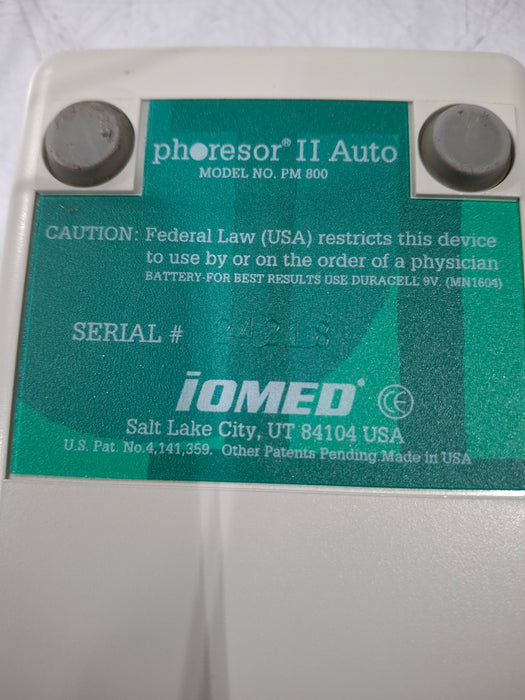 phoresor® II Auto
MODEL NO. PM 800
CAUTION: Federal Law (USA) restricts this device
to use by or on the order of a physician
BATTERY-FOR BEST RESULTS USE DURACELL 9V. (MN1604)
SERIAL # 24218
iOMED® CE
Salt Lake City, UT 84104 USA
U.S. Pat. No.4,141,359. Other Patents Pending.Made in USA